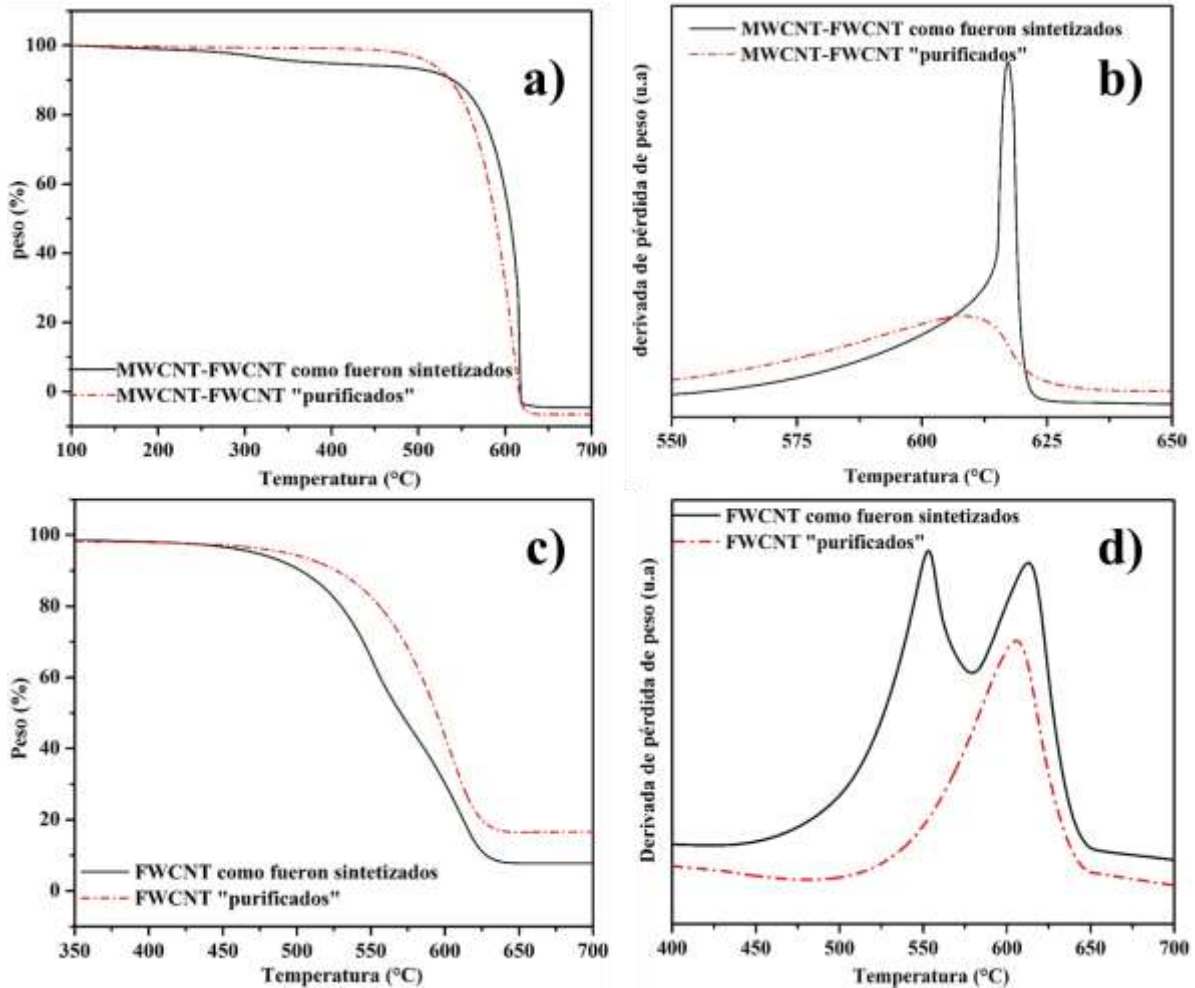 a)
peso (%)
100
80
60
40
20
0
MWCNT-FWCNT como fueron sintetizados
MWCNT-FWCNT "purificados"
100 200 300 400 500 600 700
Temperatura (°C)
b)
derivada de pérdida de peso (u.a)
MWCNT-FWCNT como fueron sintetizados
MWCNT-FWCNT "purificados"
550 575 600 625 650
Temperatura (°C)
c)
Peso (%)
100
80
60
40
20
0
FWCNT como fueron sintetizados
FWCNT "purificados"
350 400 450 500 550 600 650 700
Temperatura (°C)
d)
Derivada de pérdida de peso (u.a)
FWCNT como fueron sintetizados
FWCNT "purificados"
400 450 500 550 600 650 700
Temperatura (°C)